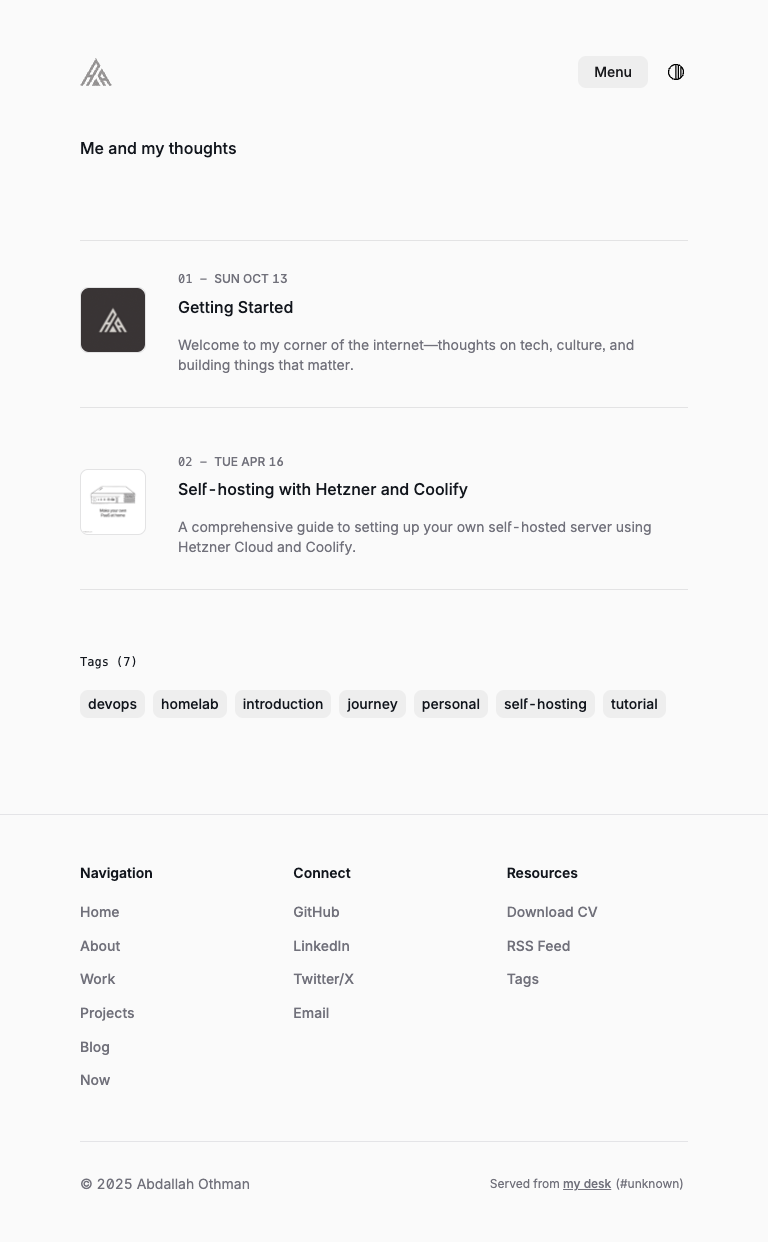 Menu
Me and my thoughts
01 — SUN OCT 13
Getting Started
Welcome to my corner of the internet—thoughts on tech, culture, and
building things that matter.
02 — TUE APR 16
Self-hosting with Hetzner and Coolify
A comprehensive guide to setting up your own self-hosted server using
Hetzner Cloud and Coolify.
Tags (7)
devops homelab introduction journey personal self-hosting tutorial
Navigation Connect Resources
Home GitHub Download CV
About LinkedIn RSS Feed
Work Twitter/X Tags
Projects Email
Blog
Now
© 2025 Abdallah Othman Served from my desk (#unknown)